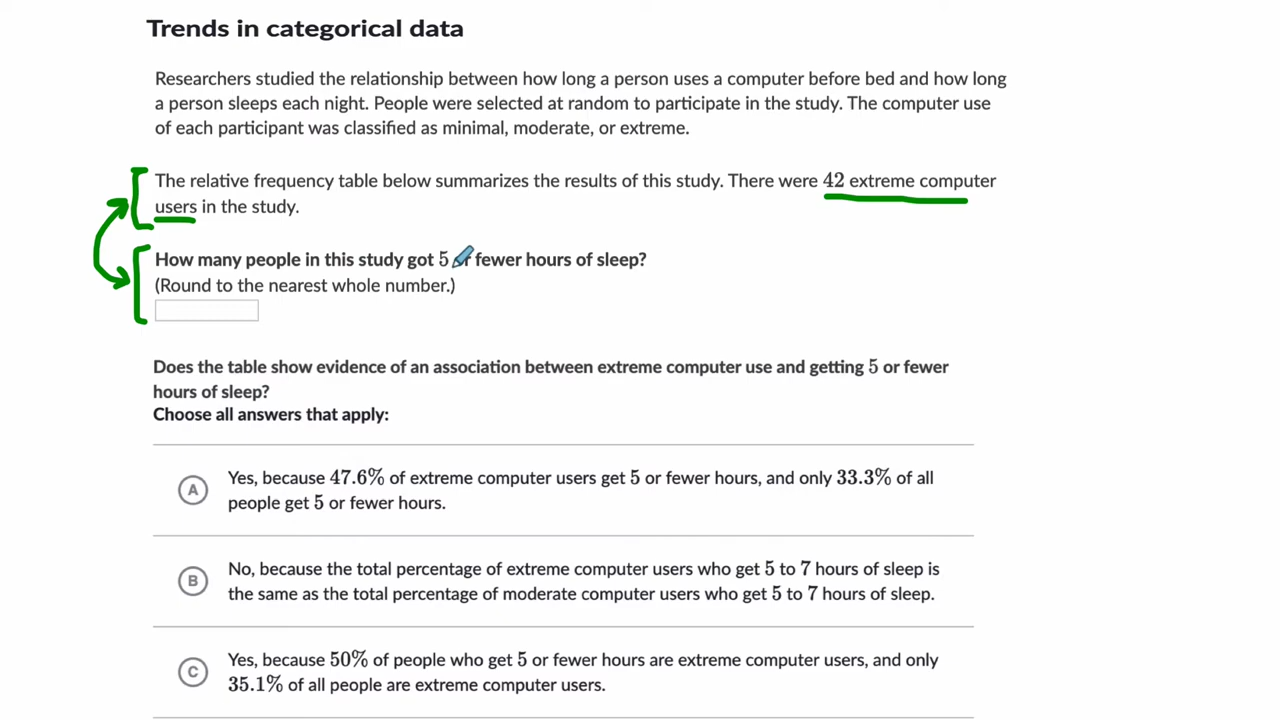 Trends in categorical data
Researchers studied the relationship between how long a person uses a computer before bed and how long
a person sleeps each night. People were selected at random to participate in the study. The computer use
of each participant was classified as minimal, moderate, or extreme.
The relative frequency table below summarizes the results of this study. There were 42 extreme computer
users in the study.
How many people in this study got 5 or fewer hours of sleep?
(Round to the nearest whole number.)
Does the table show evidence of an association between extreme computer use and getting 5 or fewer
hours of sleep?
Choose all answers that apply:
A
Yes, because 47.6% of extreme computer users get 5 or fewer hours, and only 33.3% of all
people get 5 or fewer hours.
B
No, because the total percentage of extreme computer users who get 5 to 7 hours of sleep is
the same as the total percentage of moderate computer users who get 5 to 7 hours of sleep.
C
Yes, because 50% of people who get 5 or fewer hours are extreme computer users, and only
35.1% of all people are extreme computer users.